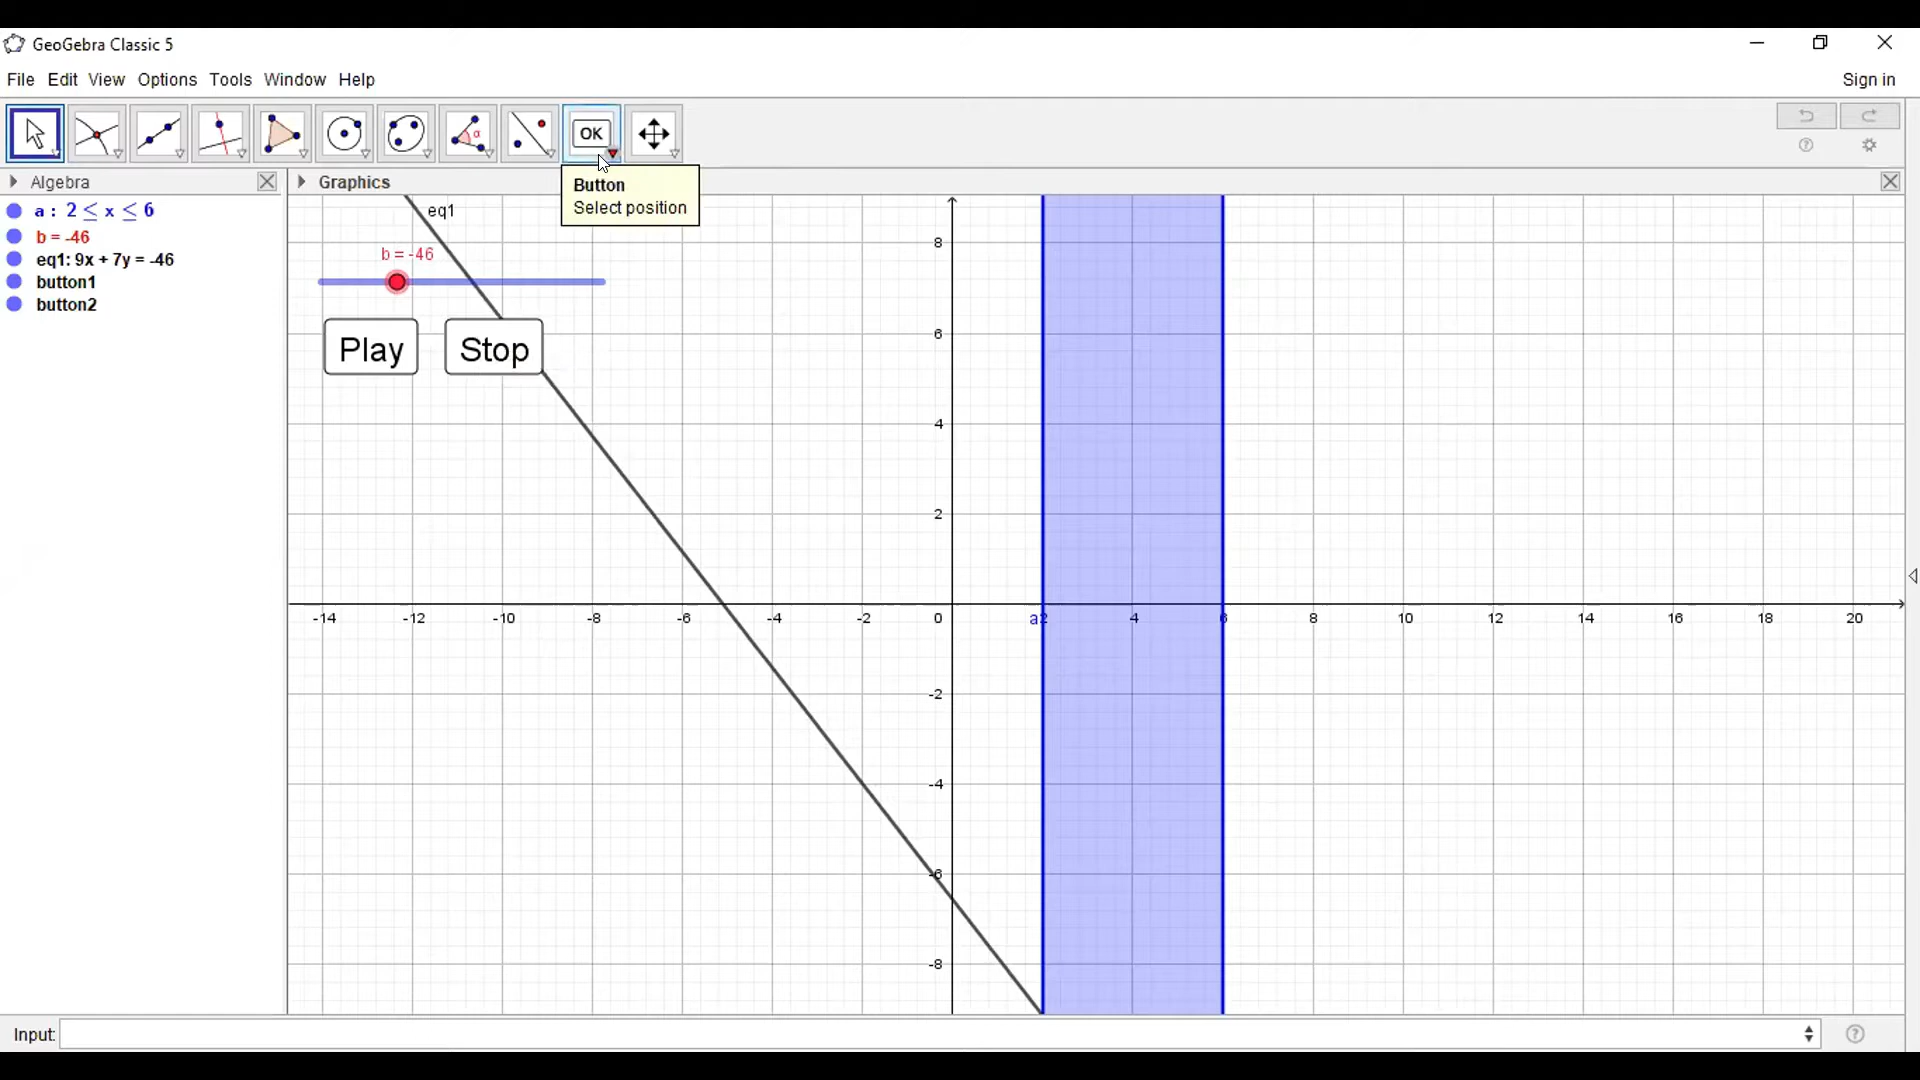 GeoGebra Classic 5
File Edit View Options Tools Window Help
Sign in
α
OK
Algebra
Graphics
Button
Select position
a : 2 ≤ x ≤ 6
b = -46
eq1: 9x + 7y = -46
button1
button2
eq1
b = -46
Play
Stop
8
6
4
2
-14 -12 -10 -8 -6 -4 -2 0 a 2 4 6 8 10 12 14 16 18 20
-2
-4
-6
-8
Input: